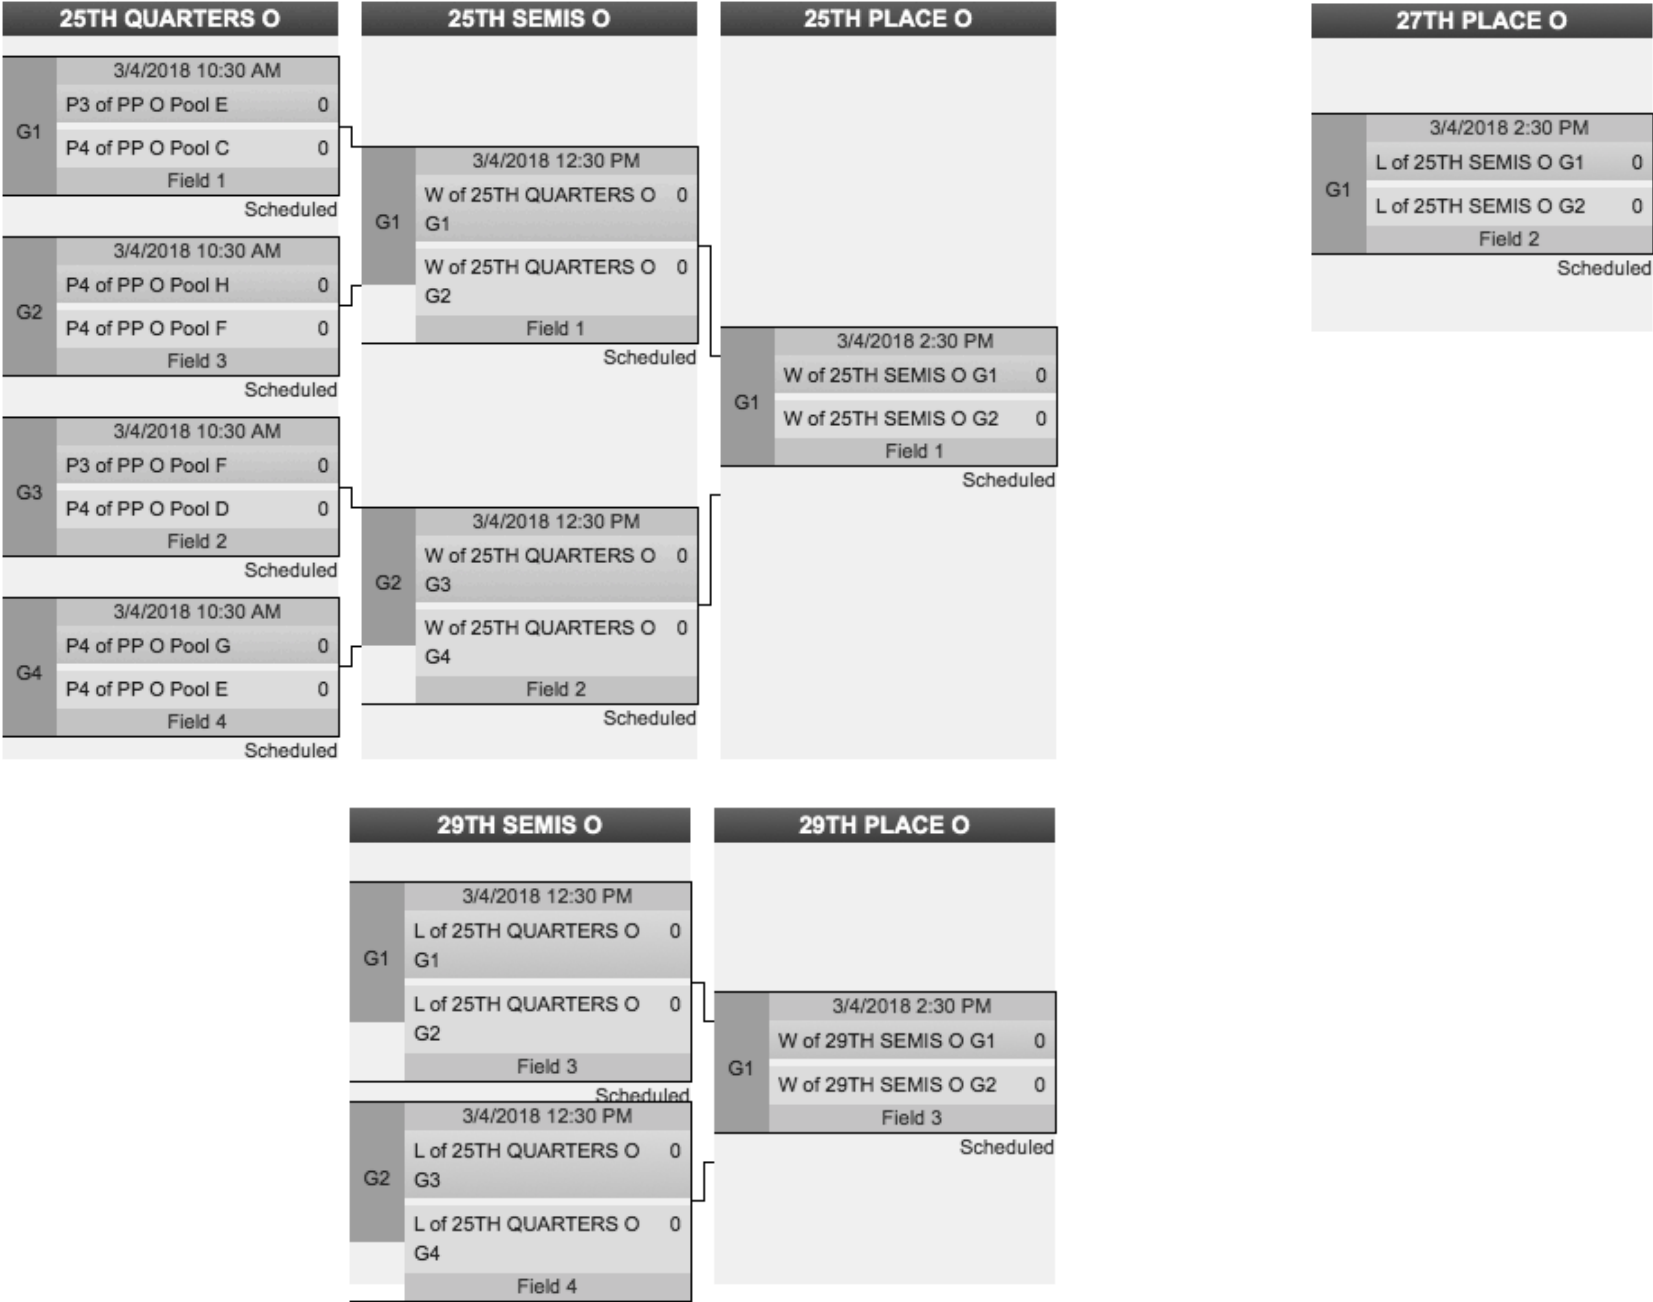 25TH QUARTERS O
3/4/2018 10:30 AM
G1
P3 of PP O Pool E 0
P4 of PP O Pool C 0
Field 1
Scheduled
3/4/2018 10:30 AM
G2
P4 of PP O Pool H 0
P4 of PP O Pool F 0
Field 3
Scheduled
3/4/2018 10:30 AM
G3
P3 of PP O Pool F 0
P4 of PP O Pool D 0
Field 2
Scheduled
3/4/2018 10:30 AM
G4
P4 of PP O Pool G 0
P4 of PP O Pool E 0
Field 4
Scheduled
25TH SEMIS O
3/4/2018 12:30 PM
G1
W of 25TH QUARTERS O 0
G1
W of 25TH QUARTERS O 0
G2
Field 1
Scheduled
3/4/2018 12:30 PM
G2
W of 25TH QUARTERS O 0
G3
W of 25TH QUARTERS O 0
G4
Field 2
Scheduled
25TH PLACE O
3/4/2018 2:30 PM
G1
W of 25TH SEMIS O G1 0
W of 25TH SEMIS O G2 0
Field 1
Scheduled
27TH PLACE O
3/4/2018 2:30 PM
G1
L of 25TH SEMIS O G1 0
L of 25TH SEMIS O G2 0
Field 2
Scheduled
29TH SEMIS O
3/4/2018 12:30 PM
G1
L of 25TH QUARTERS O 0
G1
L of 25TH QUARTERS O 0
G2
Field 3
Scheduled
3/4/2018 12:30 PM
G2
L of 25TH QUARTERS O 0
G3
L of 25TH QUARTERS O 0
G4
Field 4
29TH PLACE O
3/4/2018 2:30 PM
G1
W of 29TH SEMIS O G1 0
W of 29TH SEMIS O G2 0
Field 3
Scheduled